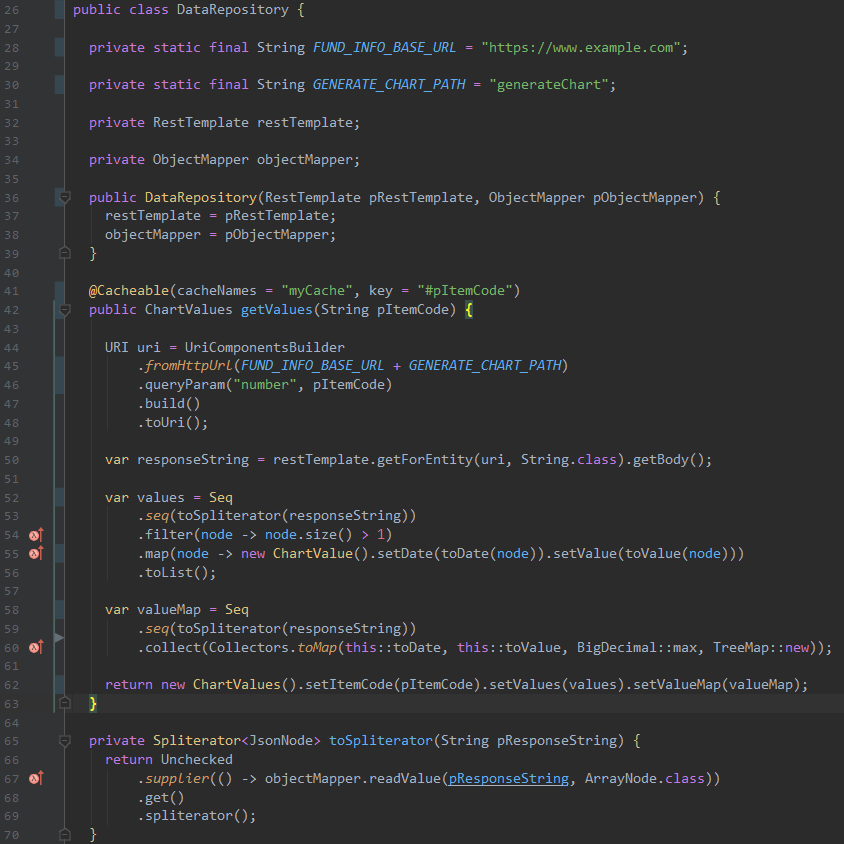 26 public class DataRepository {
27
28 private static final String FUND_INFO_BASE_URL = "https://www.example.com";
29
30 private static final String GENERATE_CHART_PATH = "generateChart";
31
32 private RestTemplate restTemplate;
33
34 private ObjectMapper objectMapper;
35
36 public DataRepository(RestTemplate pRestTemplate, ObjectMapper pObjectMapper) {
37 restTemplate = pRestTemplate;
38 objectMapper = pObjectMapper;
39 }
40
41 @Cacheable(cacheNames = "myCache", key = "#pItemCode")
42 public ChartValues getValues(String pItemCode) {
43
44 URI uri = UriComponentsBuilder
45 .fromHttpUrl(FUND_INFO_BASE_URL + GENERATE_CHART_PATH)
46 .queryParam("number", pItemCode)
47 .build()
48 .toUri();
49
50 var responseString = restTemplate.getForEntity(uri, String.class).getBody();
51
52 var values = Seq
53 .seq(toSpliterator(responseString))
54 .filter(node -> node.size() > 1)
55 .map(node -> new ChartValue().setDate(toDate(node)).setValue(toValue(node)))
56 .toList();
57
58 var valueMap = Seq
59 .seq(toSpliterator(responseString))
60 .collect(Collectors.toMap(this::toDate, this::toValue, BigDecimal::max, TreeMap::new));
61
62 return new ChartValues().setItemCode(pItemCode).setValues(values).setValueMap(valueMap);
63 }
64
65 private Spliterator<JsonNode> toSpliterator(String pResponseString) {
66 return Unchecked
67 .supplier(() -> objectMapper.readValue(pResponseString, ArrayNode.class))
68 .get()
69 .spliterator();
70 }